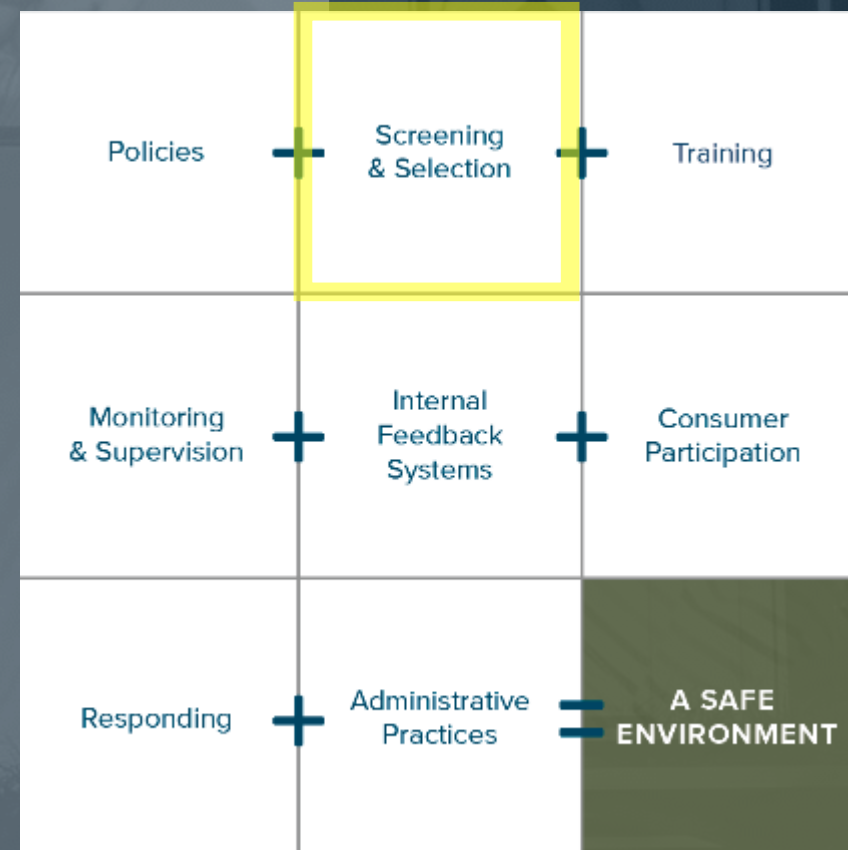 Policies
+
Screening
& Selection
+
Training
Monitoring
& Supervision
+
Internal
Feedback
Systems
+
Consumer
Participation
Responding
+
Administrative
Practices
=
A SAFE
ENVIRONMENT